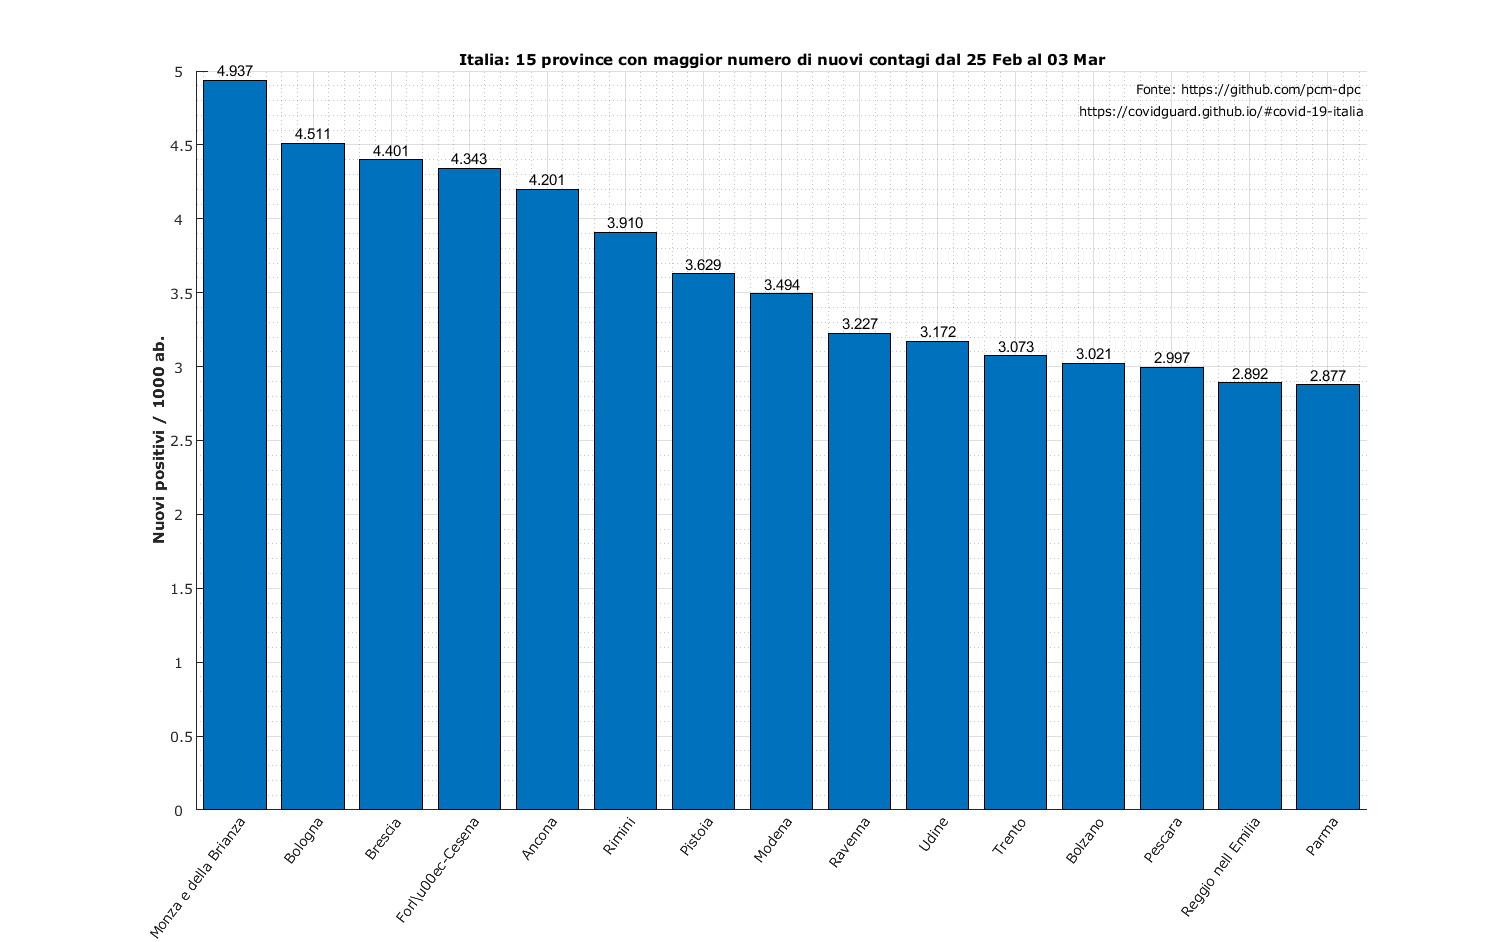 Italia: 15 province con maggior numero di nuovi contagi dal 25 Feb al 03 Mar
Fonte: https://github.com/pcm-dpc
https://covidguard.github.io/#covid-19-italia
Nuovi positivi / 1000 ab.
5
4.5
4
3.5
3
2.5
2
1.5
1
0.5
0
4.937
4.511
4.401
4.343
4.201
3.910
3.629
3.494
3.227
3.172
3.073
3.021
2.997
2.892
2.877
Monza e della Brianza
Bologna
Brescia
Forl\u00ec-Cesena
Ancona
Rimini
Pistoia
Modena
Ravenna
Udine
Trento
Bolzano
Pescara
Reggio nell Emilia
Parma